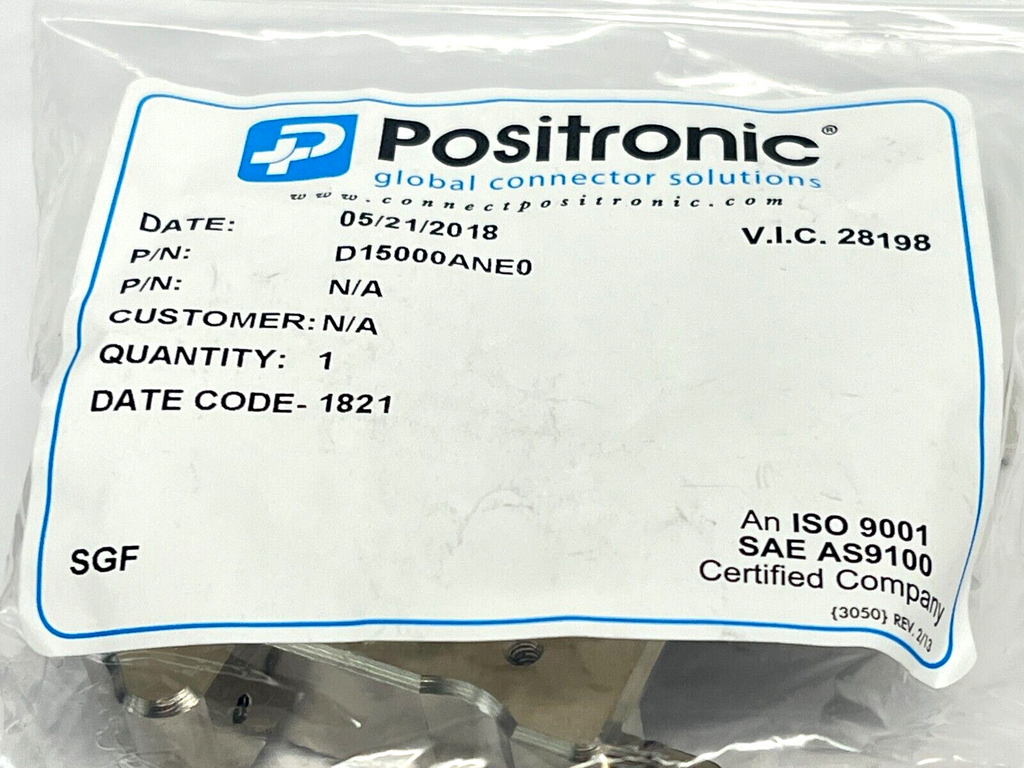 Positronic®
global connector solutions
www.connectpositronic.com
DATE: 05/21/2018
V.I.C. 28198
P/N: D15000ANE0
P/N: N/A
CUSTOMER: N/A
QUANTITY: 1
DATE CODE- 1821
An ISO 9001
SAE AS9100
SGF
Certified Company
{3050} REV. 2/13